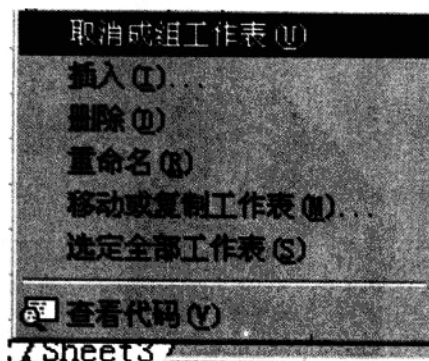 取消成组工作表(U)
插入(I)...
删除(D)
重命名(R)
移动或复制工作表(M)...
选定全部工作表(S)
查看代码(V)
Sheet3